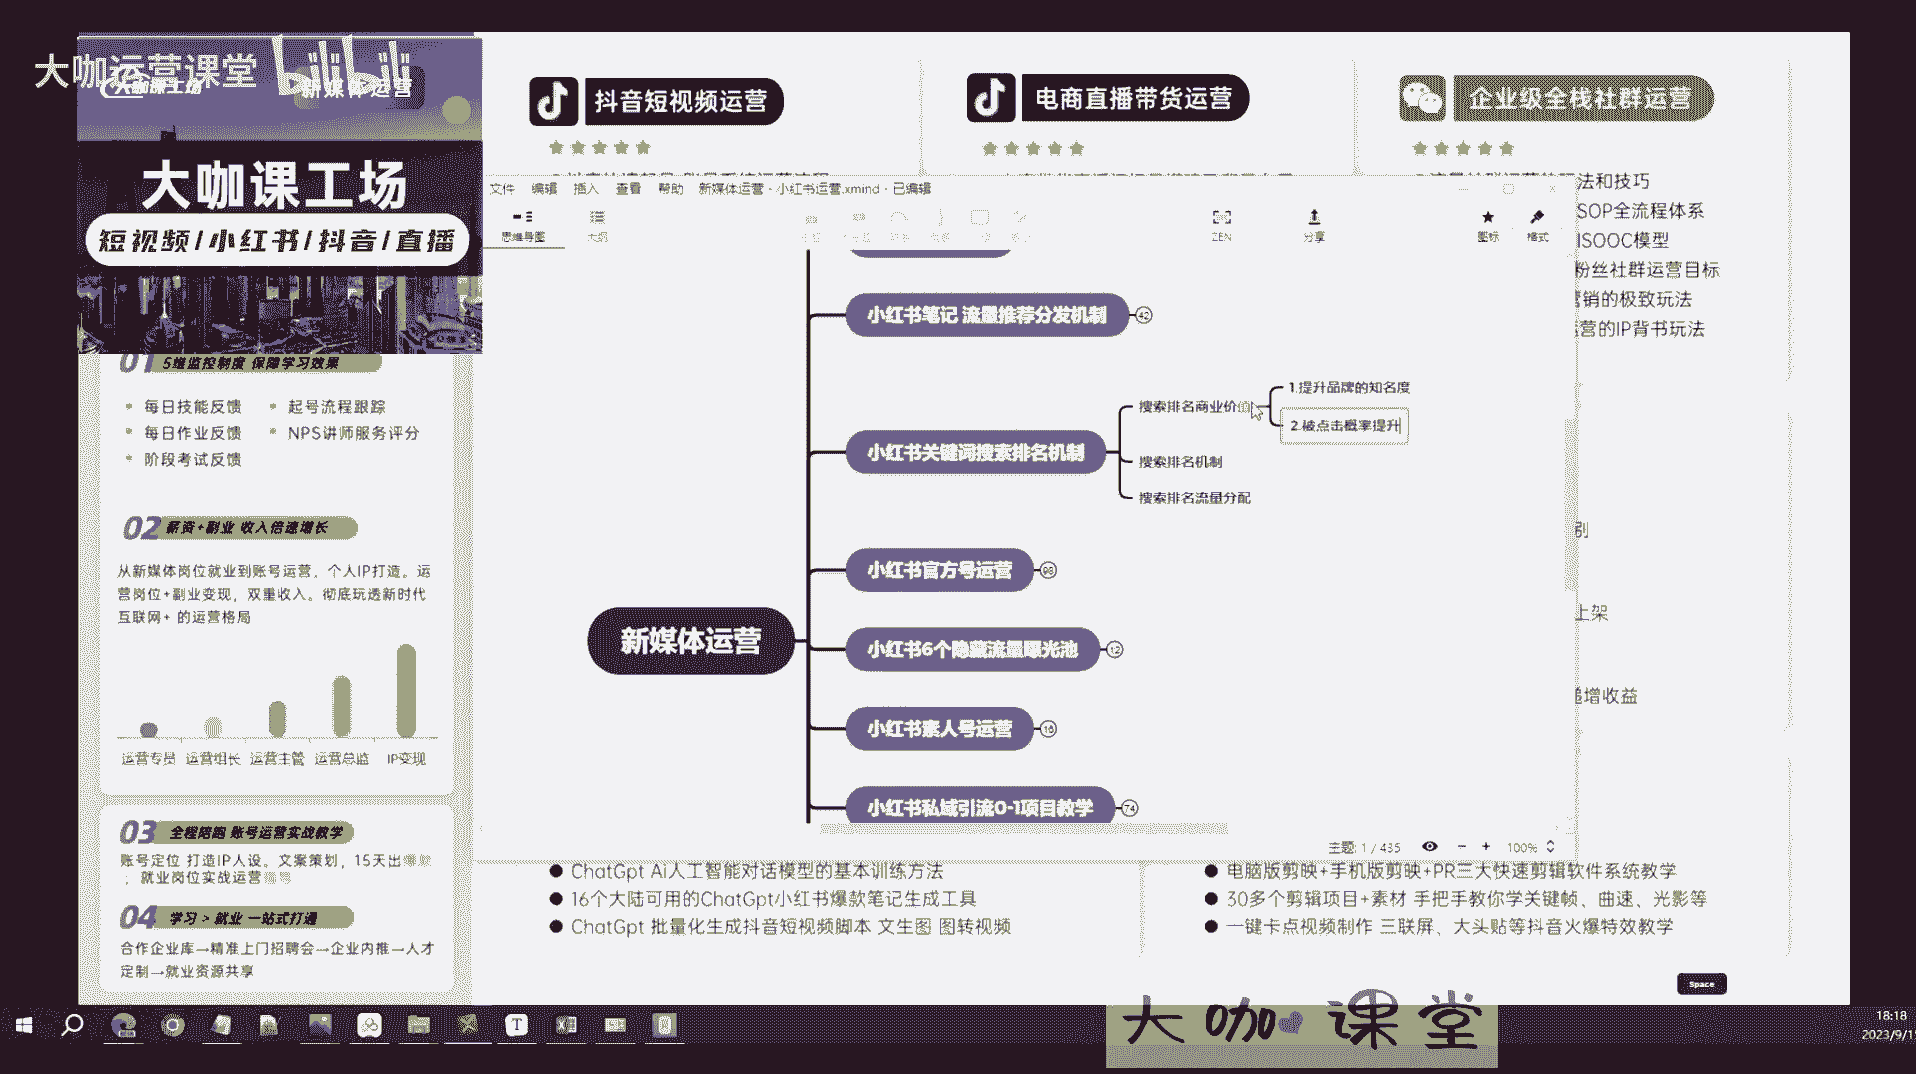 大咖运营课堂 bilibili
大咖课工场
新媒体运营
大咖课工场
短视频/小红书/抖音/直播
01 5维监控制度 保障学习效果
每日技能反馈
起号流程跟踪
每日作业反馈
NPS讲师服务评分
阶段考试反馈
02 薪资+副业 收入倍速增长
从新媒体岗位就业到账号运营，个人IP打造。运
营岗位+副业变现，双重收入。彻底玩透新时代
互联网+ 的运营格局
运营专员 运营组长 运营主管 运营总监 IP变现
03 全程陪跑 账号运营实战教学
账号定位 打造IP人设。文案策划，15天出爆款
，就业岗位实战运营
04 学习 > 就业 一站式打通
合作企业库→精准上门招聘会→企业内推→人才
定制→就业资源共享
抖音短视频运营
电商直播带货运营
企业级全栈社群运营
法和技巧
SOP全流程体系
ISOOC模型
粉丝社群运营目标
营销的极致玩法
运营的IP背书玩法
别
上架
递增收益
文件 编辑 插入 查看 帮助 新媒体运营 - 小红书运营.xmind - 已编辑
思维导图 大纲 ZEN 分享 图标 格式
小红书笔记 流量推荐分发机制 42
小红书关键词搜索排名机制
搜索排名商业价值
1.提升品牌的知名度
2.被点击概率提升
搜索排名机制
搜索排名流量分配
小红书官方号运营 98
新媒体运营
小红书6个隐藏流量曝光池 12
小红书素人号运营 16
小红书私域引流0-1项目教学 74
主题: 1 / 435 100%
ChatGpt Ai人工智能对话模型的基本训练方法
16个大陆可用的ChatGpt小红书爆款笔记生成工具
ChatGpt 批量化生成抖音短视频脚本 文生图 图转视频
电脑版剪映+手机版剪映+PR三大快速剪辑软件系统教学
30多个剪辑项目+素材 手把手教你学关键帧、曲速、光影等
一键卡点视频制作 三联屏、大头贴等抖音火爆特效教学
Space
大咖课堂
18:18
2023/9/1